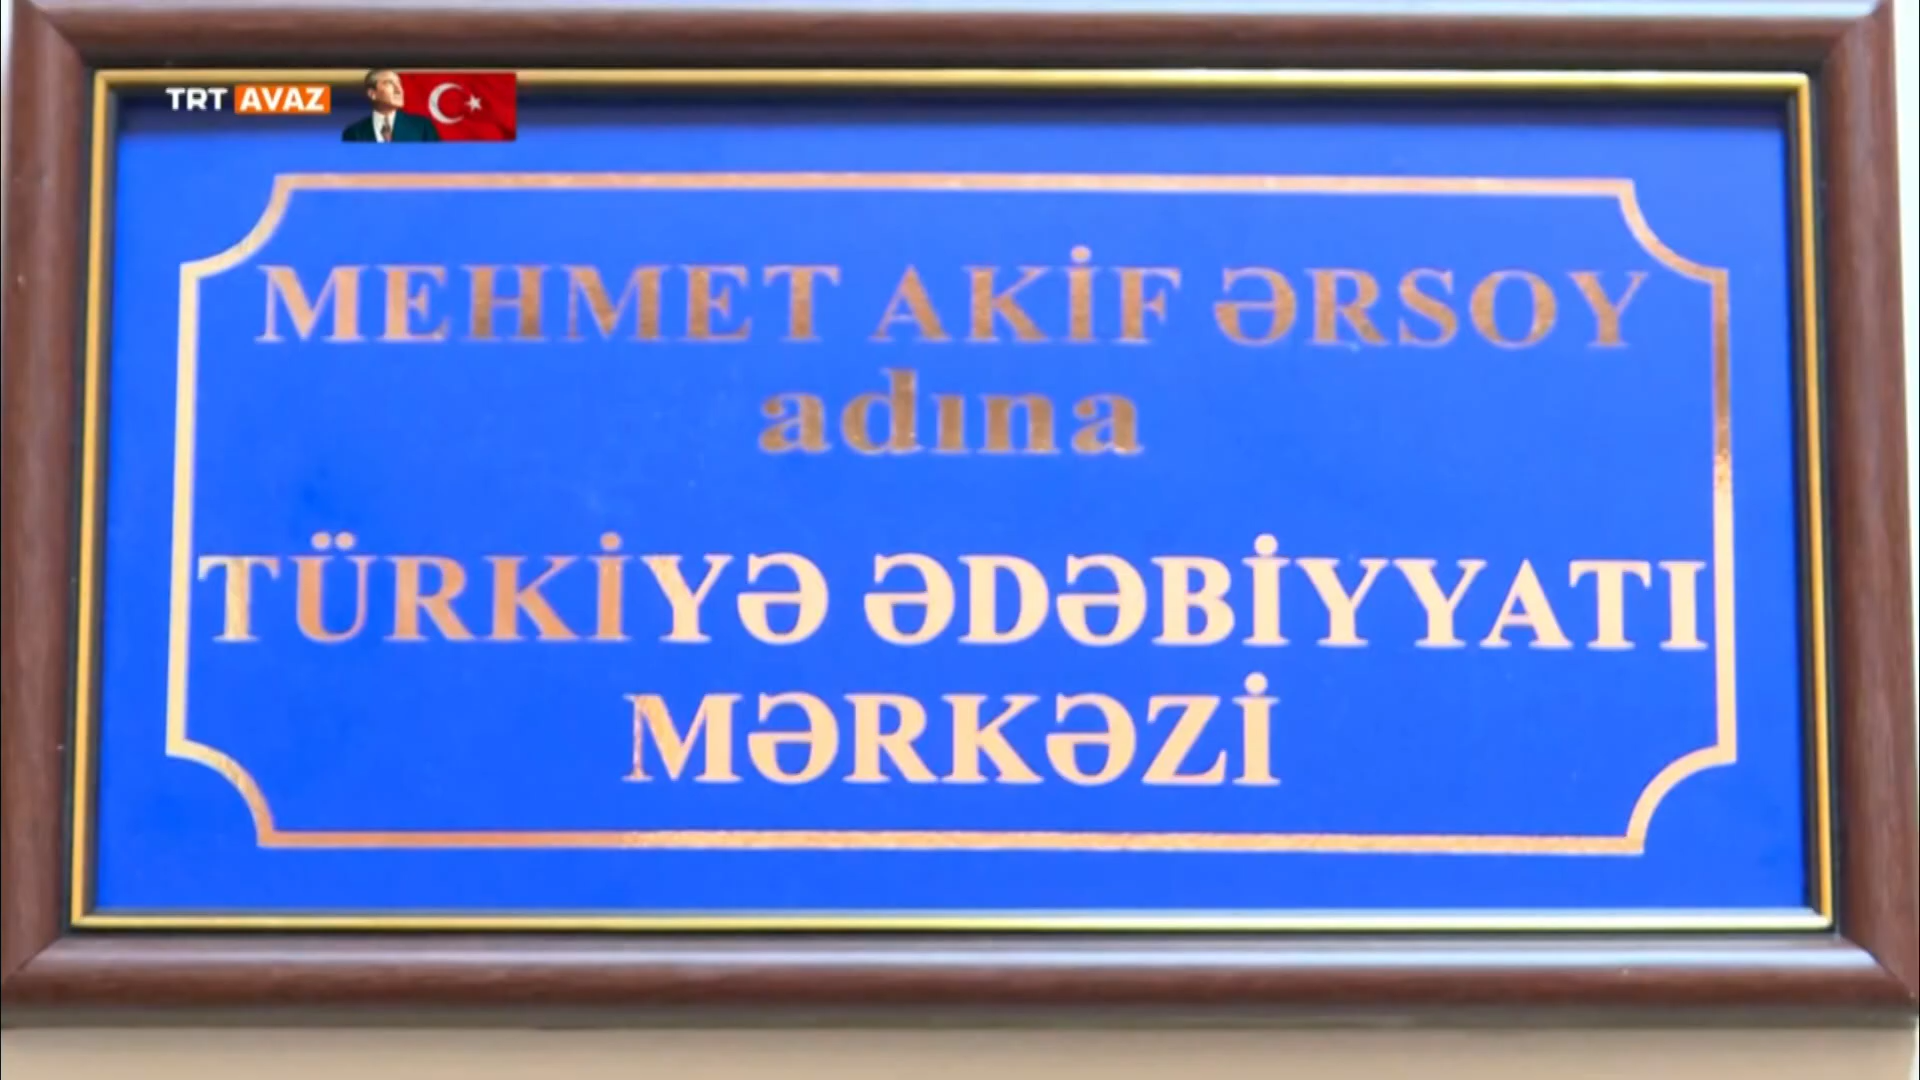 TRT AVAZ
MEHMET AKİF ƏRSOY
adına
TÜRKİYƏ ƏDƏBİYYATI
MƏRKƏZİ